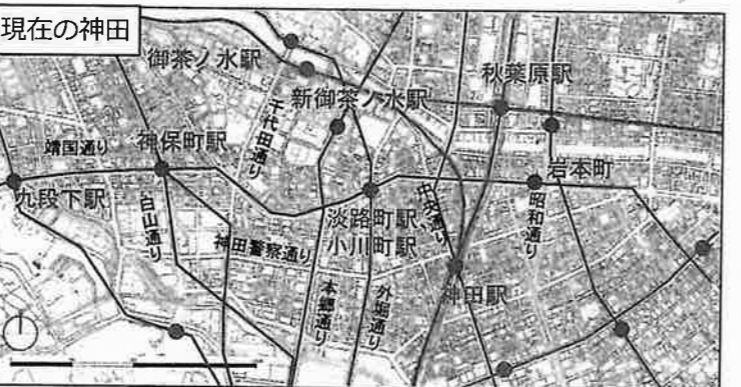 現在の神田
御茶ノ水駅
秋葉原駅
新御茶ノ水駅
千代田通り
靖国通り
神保町駅
岩本町
九段下駅
白山通り
淡路町駅、
小川町駅
中央通り
昭和通り
神田警察通り
神田駅
本郷通り
外堀通り